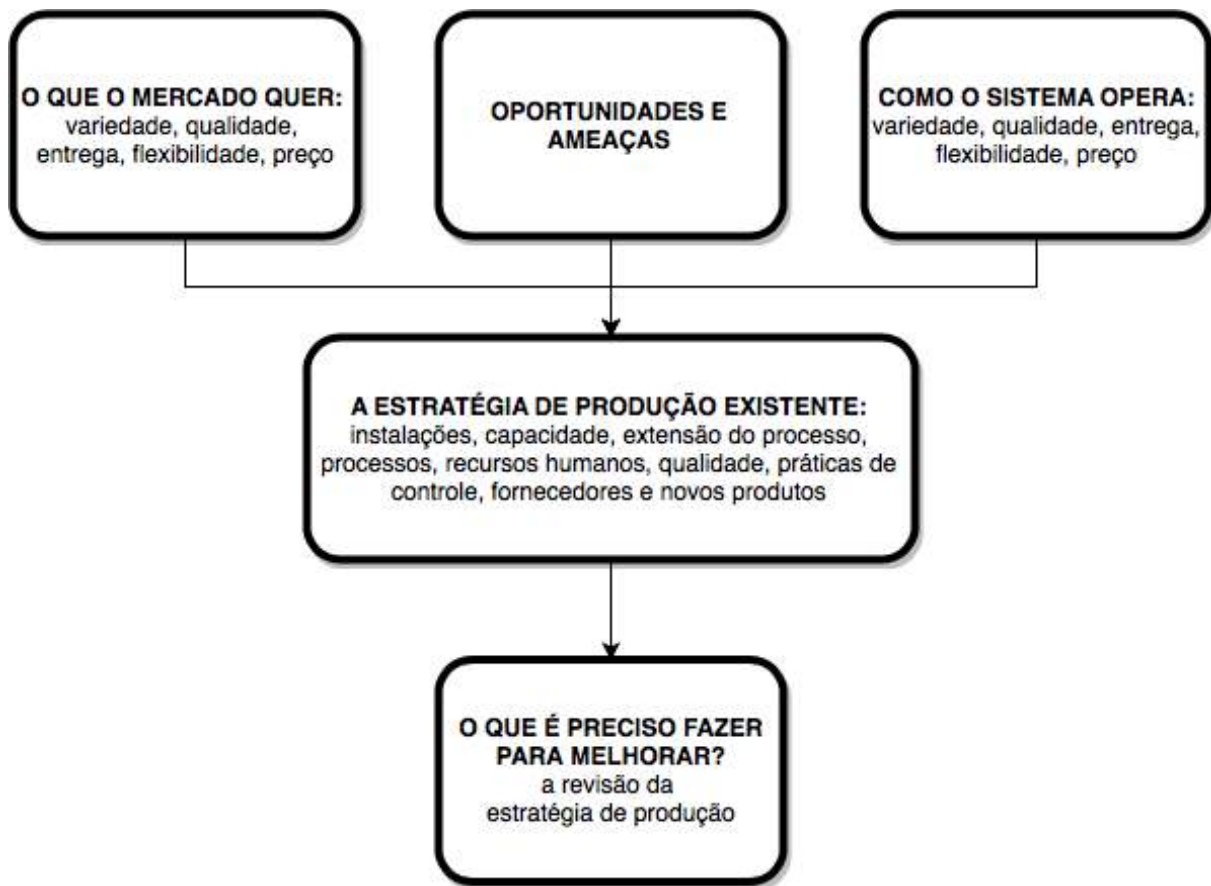 O QUE O MERCADO QUER:
variedade, qualidade,
entrega, flexibilidade, preço
OPORTUNIDADES E
AMEAÇAS
COMO O SISTEMA OPERA:
variedade, qualidade, entrega,
flexibilidade, preço
A ESTRATÉGIA DE PRODUÇÃO EXISTENTE:
instalações, capacidade, extensão do processo,
processos, recursos humanos, qualidade, práticas de
controle, fornecedores e novos produtos
O QUE É PRECISO FAZER
PARA MELHORAR?
a revisão da
estratégia de produção